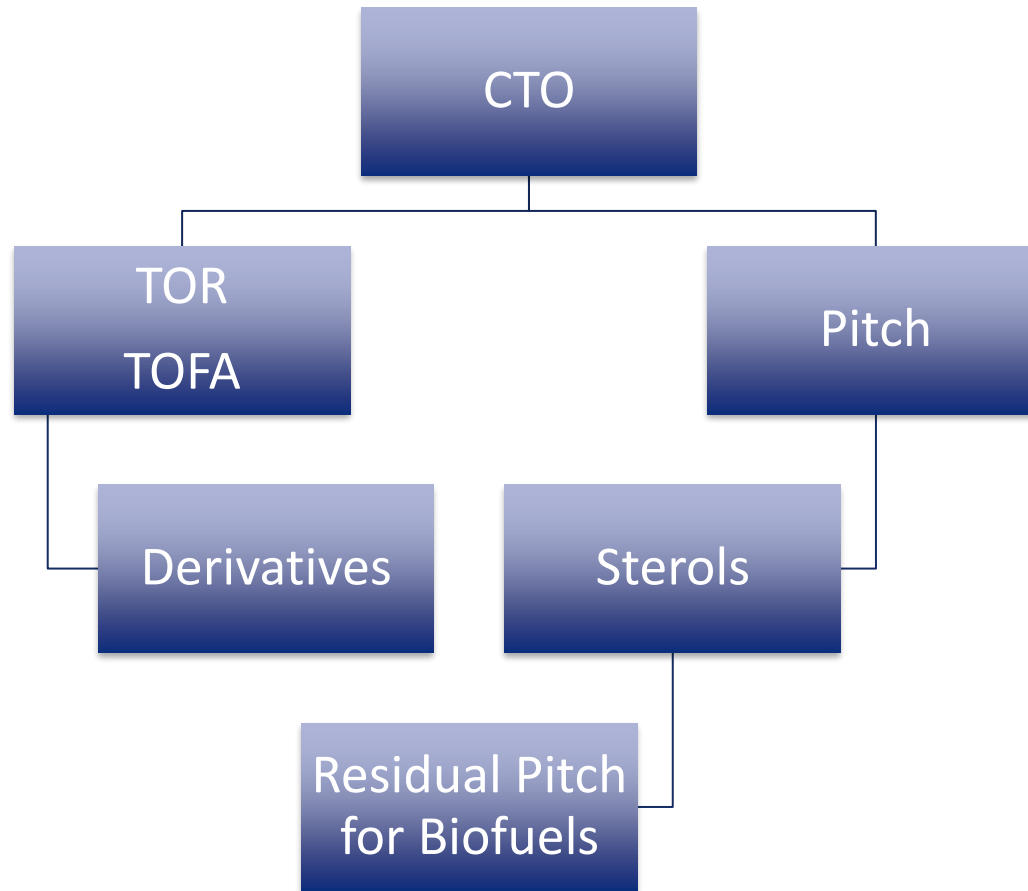 CTO
TOR
TOFA
Pitch
Derivatives
Sterols
Residual Pitch
for Biofuels